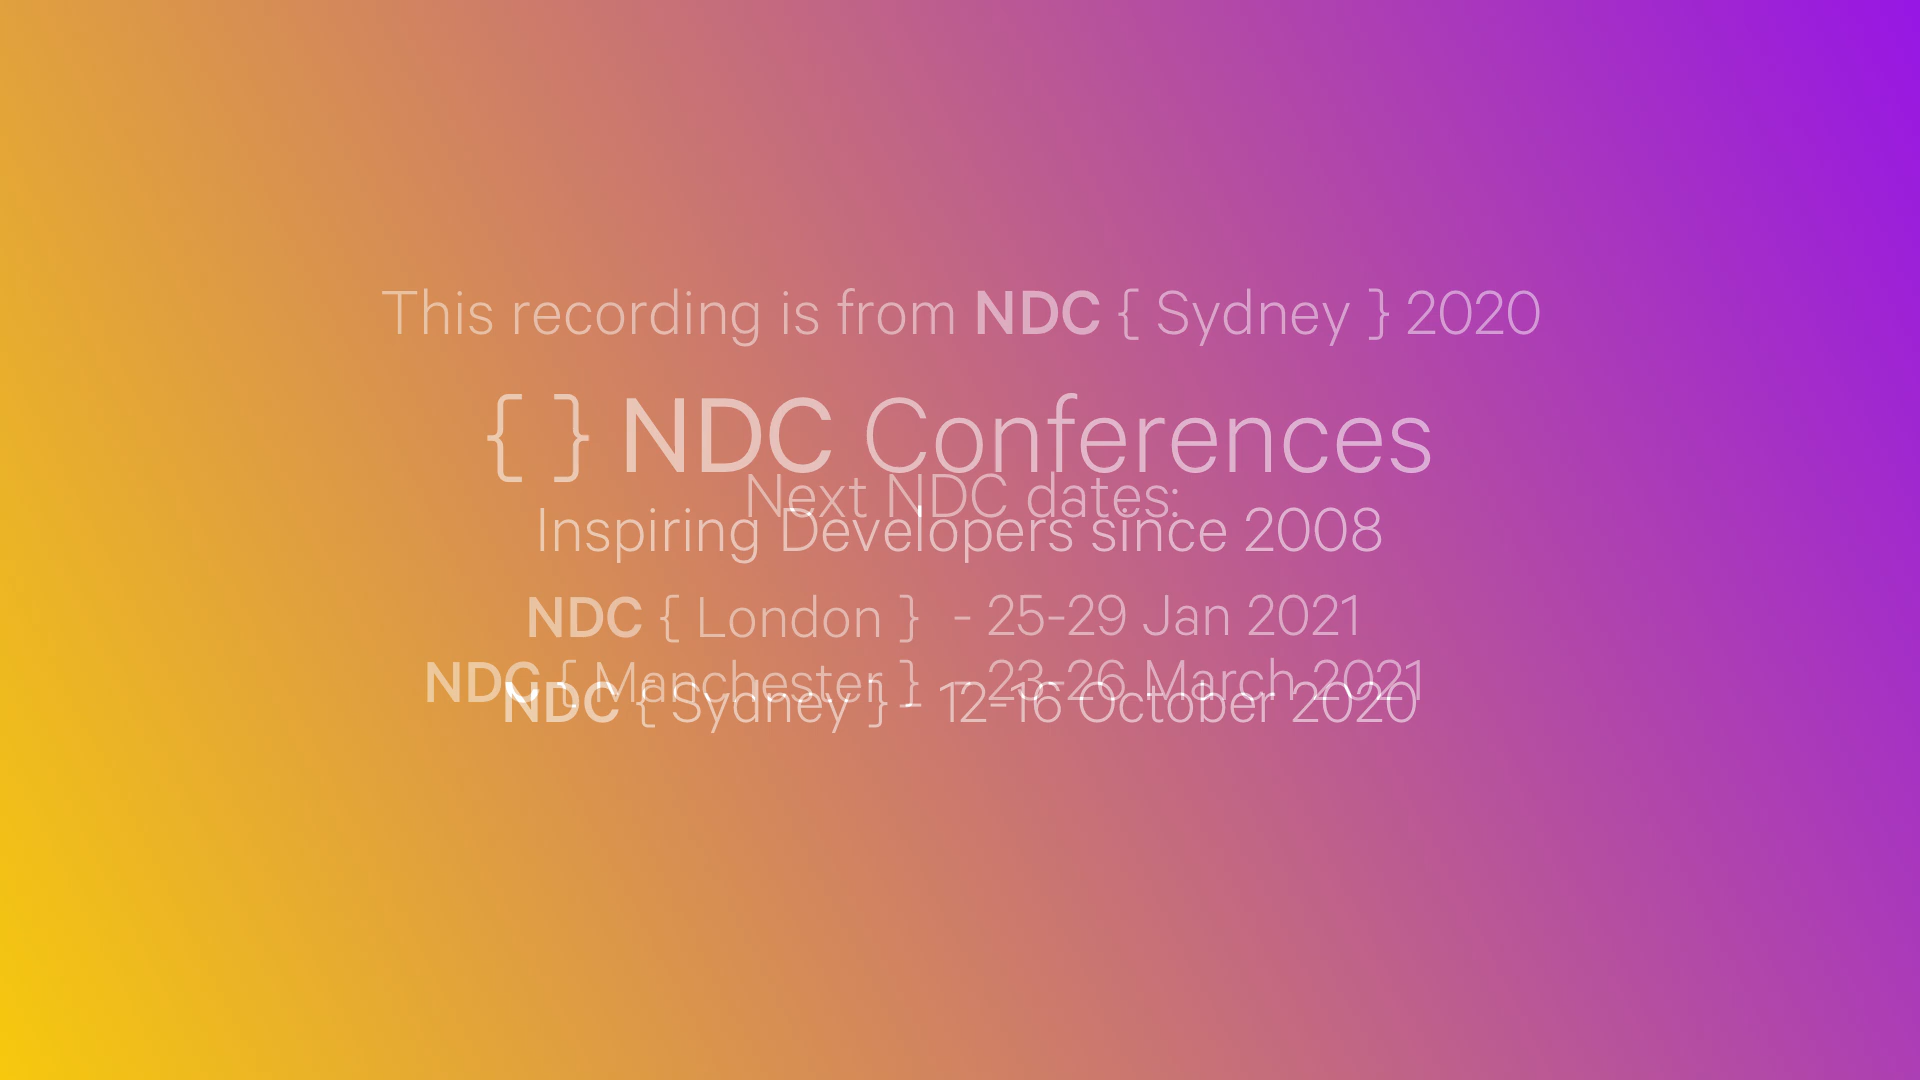 This recording is from NDC { Sydney } 2020
{ } NDC Conferences
Next NDC dates:
Inspiring Developers since 2008
NDC { London } - 25-29 Jan 2021
NDC { Manchester } - 23-26 March 2021
NDC { Sydney } - 12-16 October 2020